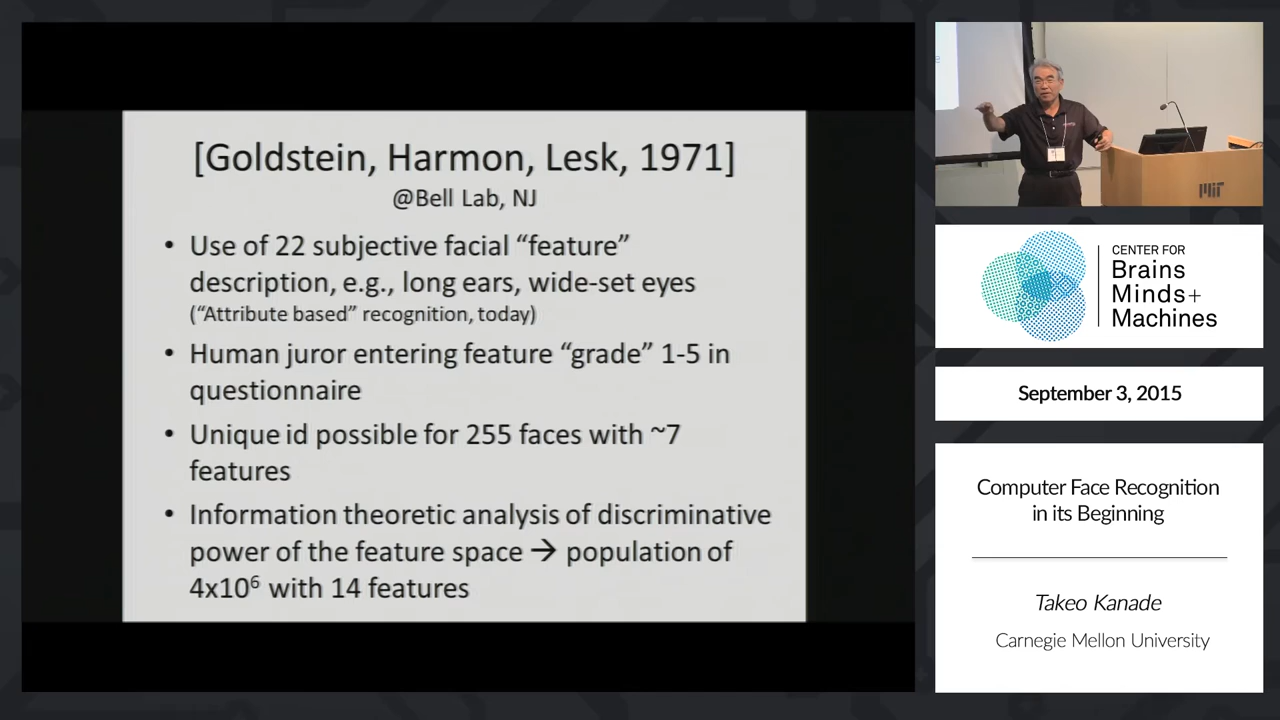 [Goldstein, Harmon, Lesk, 1971]
@Bell Lab, NJ
• Use of 22 subjective facial “feature”
description, e.g., long ears, wide-set eyes
(“Attribute based” recognition, today)
• Human juror entering feature “grade” 1-5 in
questionnaire
• Unique id possible for 255 faces with ~7
features
• Information theoretic analysis of discriminative
power of the feature space → population of
4x10⁶ with 14 features
MIT
CENTER FOR
Brains
Minds+
Machines
September 3, 2015
Computer Face Recognition
in its Beginning
Takeo Kanade
Carnegie Mellon University